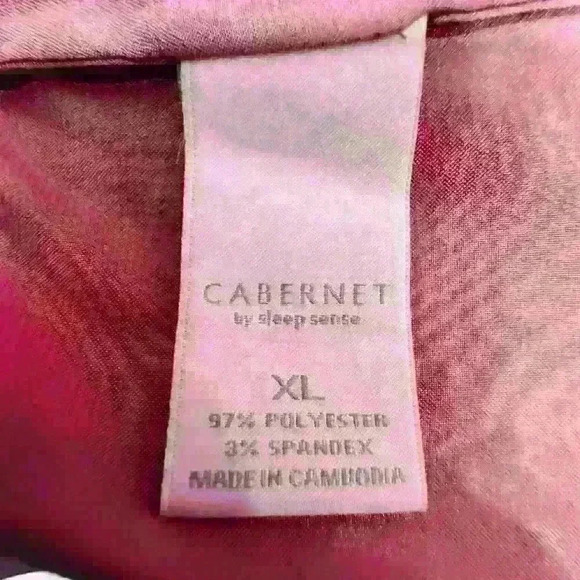 CABERNET
by sleep sense
XL
97% POLYESTER
3% SPANDEX
MADE IN CAMBODIA